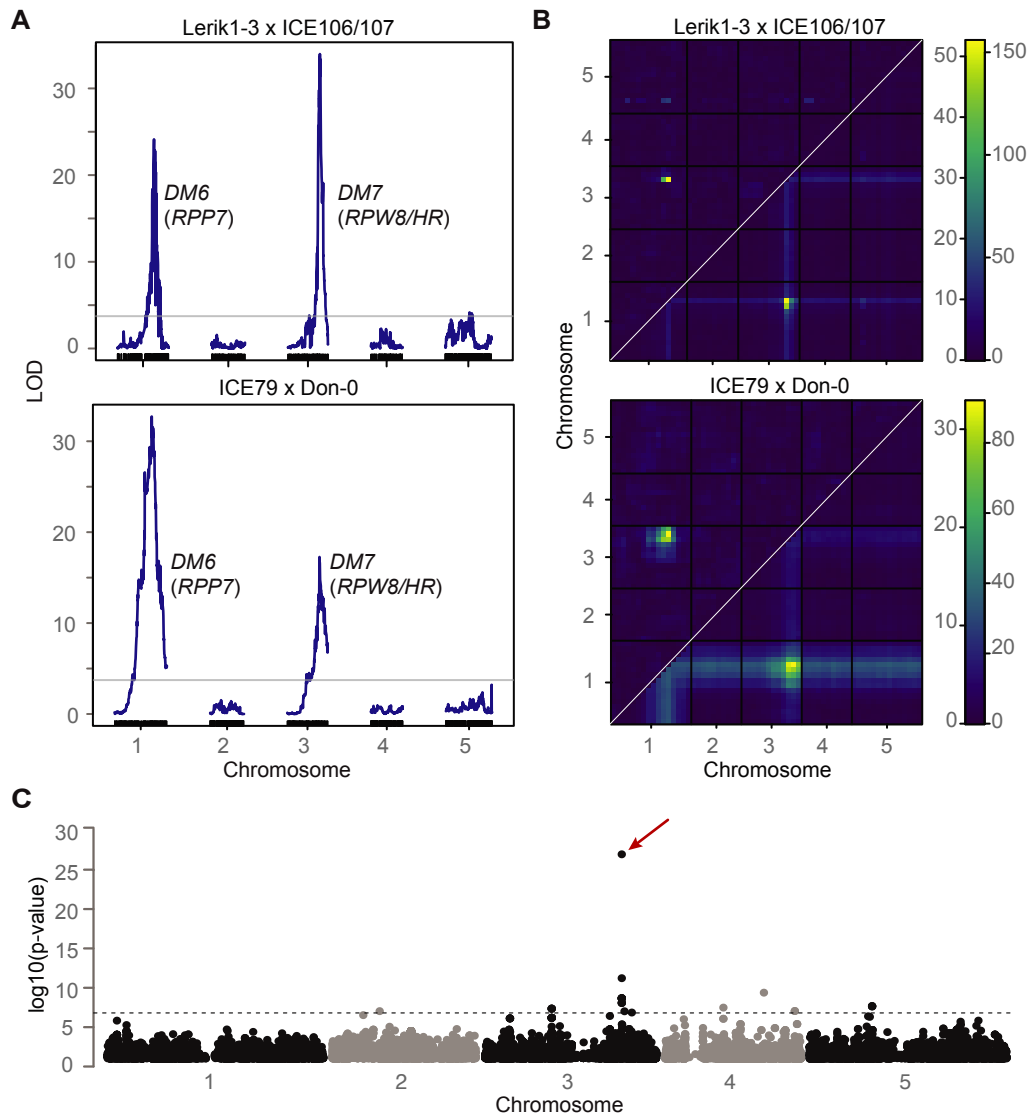 A
Lerik1-3 x ICE106/107
30
20
10
0
DM6
(RPP7)
DM7
(RPW8/HR)
LOD
ICE79 x Don-0
30
20
10
0
DM6
(RPP7)
DM7
(RPW8/HR)
1 2 3 4 5
Chromosome
B
Lerik1-3 x ICE106/107
5
4
3
2
1
50
40
30
20
10
0
150
100
50
0
Chromosome
ICE79 x Don-0
5
4
3
2
1
30
20
10
0
80
60
40
20
0
1 2 3 4 5
Chromosome
C
log10(p-value)
30
25
20
15
10
5
0
1 2 3 4 5
Chromosome